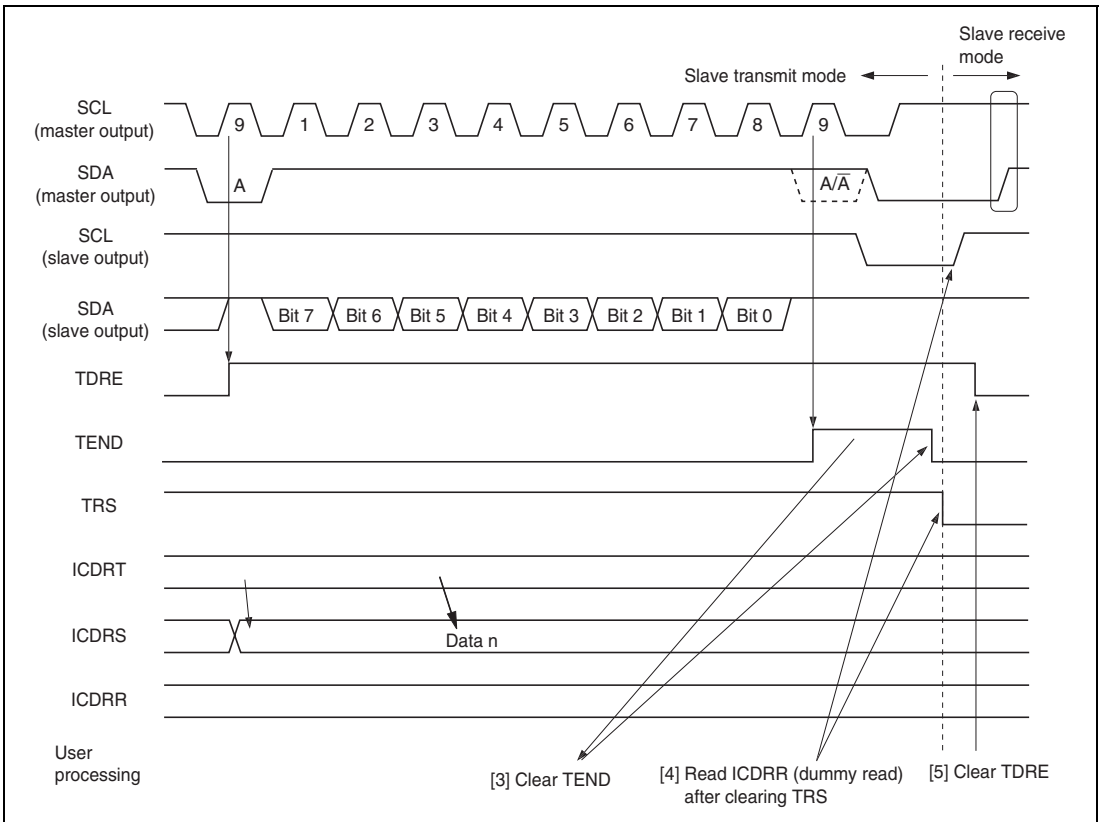 Slave receive
mode
Slave transmit mode
SCL
(master output)
9 1 2 3 4 5 6 7 8 9
SDA
(master output)
A A/A̅
SCL
(slave output)
SDA
(slave output)
Bit 7 Bit 6 Bit 5 Bit 4 Bit 3 Bit 2 Bit 1 Bit 0
TDRE
TEND
TRS
ICDRT
ICDRS
Data n
ICDRR
User
processing
[3] Clear TEND
[4] Read ICDRR (dummy read)
after clearing TRS
[5] Clear TDRE